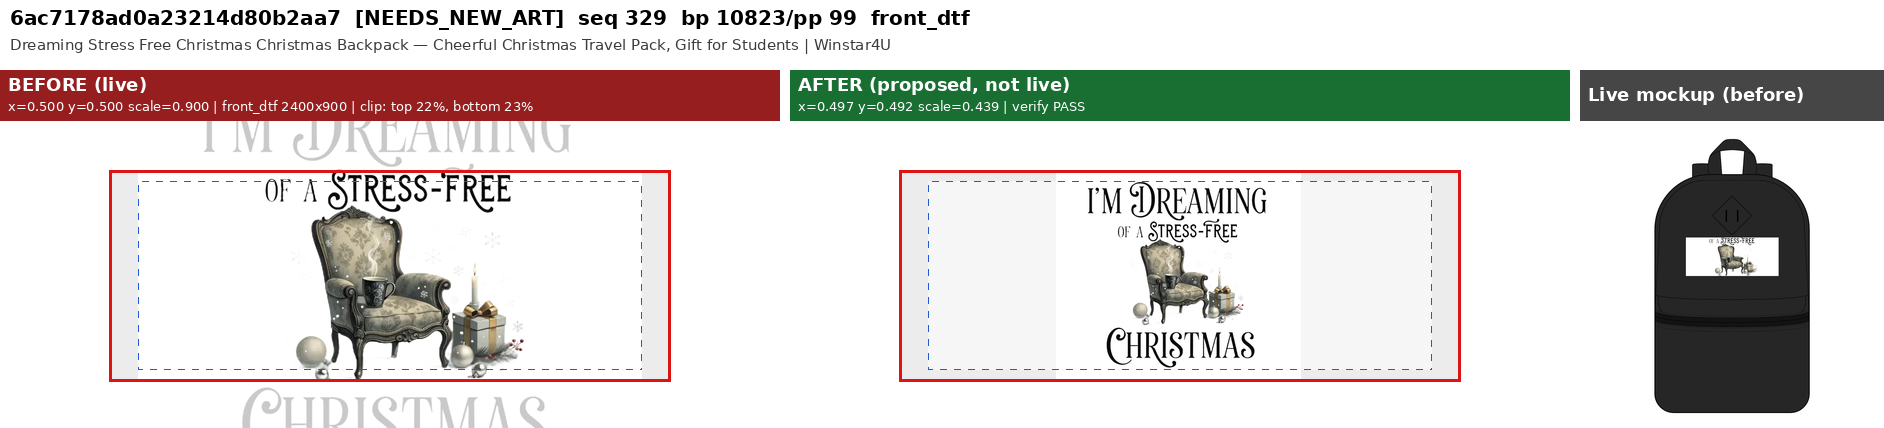 6ac7178ad0a23214d80b2aa7 [NEEDS_NEW_ART] seq 329 bp 10823/pp 99 front_dtf
Dreaming Stress Free Christmas Christmas Backpack — Cheerful Christmas Travel Pack, Gift for Students | Winstar4U
BEFORE (live)
x=0.500 y=0.500 scale=0.900 | front_dtf 2400x900 | clip: top 22%, bottom 23%
I'M DREAMING
OF A STRESS-FREE
CHRISTMAS
AFTER (proposed, not live)
x=0.497 y=0.492 scale=0.439 | verify PASS
I'M DREAMING
OF A STRESS-FREE
CHRISTMAS
Live mockup (before)
OF A STRESS-FREE